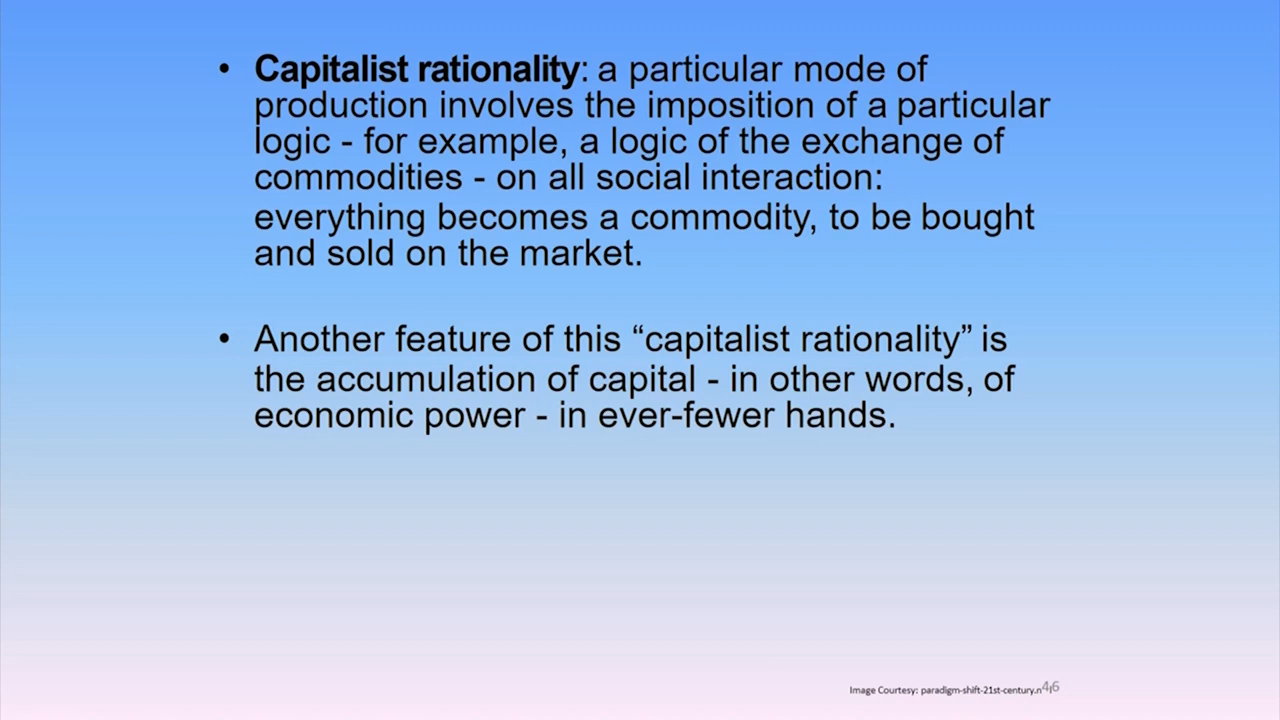 • Capitalist rationality: a particular mode of
production involves the imposition of a particular
logic - for example, a logic of the exchange of
commodities - on all social interaction:
everything becomes a commodity, to be bought
and sold on the market.
• Another feature of this “capitalist rationality” is
the accumulation of capital - in other words, of
economic power - in ever-fewer hands.
Image Courtesy: paradigm-shift-21st-century.n